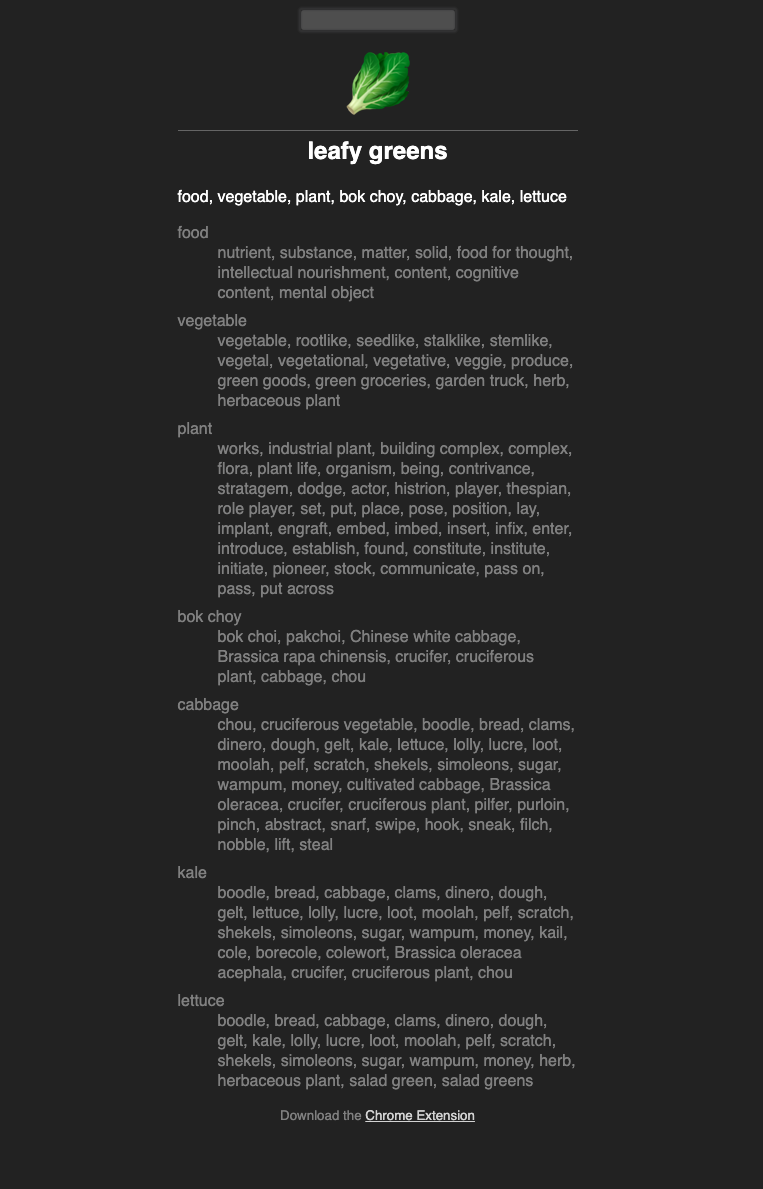 leafy greens
food, vegetable, plant, bok choy, cabbage, kale, lettuce
food
nutrient, substance, matter, solid, food for thought,
intellectual nourishment, content, cognitive
content, mental object
vegetable
vegetable, rootlike, seedlike, stalklike, stemlike,
vegetal, vegetational, vegetative, veggie, produce,
green goods, green groceries, garden truck, herb,
herbaceous plant
plant
works, industrial plant, building complex, complex,
flora, plant life, organism, being, contrivance,
stratagem, dodge, actor, histrion, player, thespian,
role player, set, put, place, pose, position, lay,
implant, engraft, embed, imbed, insert, infix, enter,
introduce, establish, found, constitute, institute,
initiate, pioneer, stock, communicate, pass on,
pass, put across
bok choy
bok choi, pakchoi, Chinese white cabbage,
Brassica rapa chinensis, crucifer, cruciferous
plant, cabbage, chou
cabbage
chou, cruciferous vegetable, boodle, bread, clams,
dinero, dough, gelt, kale, lettuce, lolly, lucre, loot,
moolah, pelf, scratch, shekels, simoleons, sugar,
wampum, money, cultivated cabbage, Brassica
oleracea, crucifer, cruciferous plant, pilfer, purloin,
pinch, abstract, snarf, swipe, hook, sneak, filch,
nobble, lift, steal
kale
boodle, bread, cabbage, clams, dinero, dough,
gelt, lettuce, lolly, lucre, loot, moolah, pelf, scratch,
shekels, simoleons, sugar, wampum, money, kail,
cole, borecole, colewort, Brassica oleracea
acephala, crucifer, cruciferous plant, chou
lettuce
boodle, bread, cabbage, clams, dinero, dough,
gelt, kale, lolly, lucre, loot, moolah, pelf, scratch,
shekels, simoleons, sugar, wampum, money, herb,
herbaceous plant, salad green, salad greens
Download the Chrome Extension